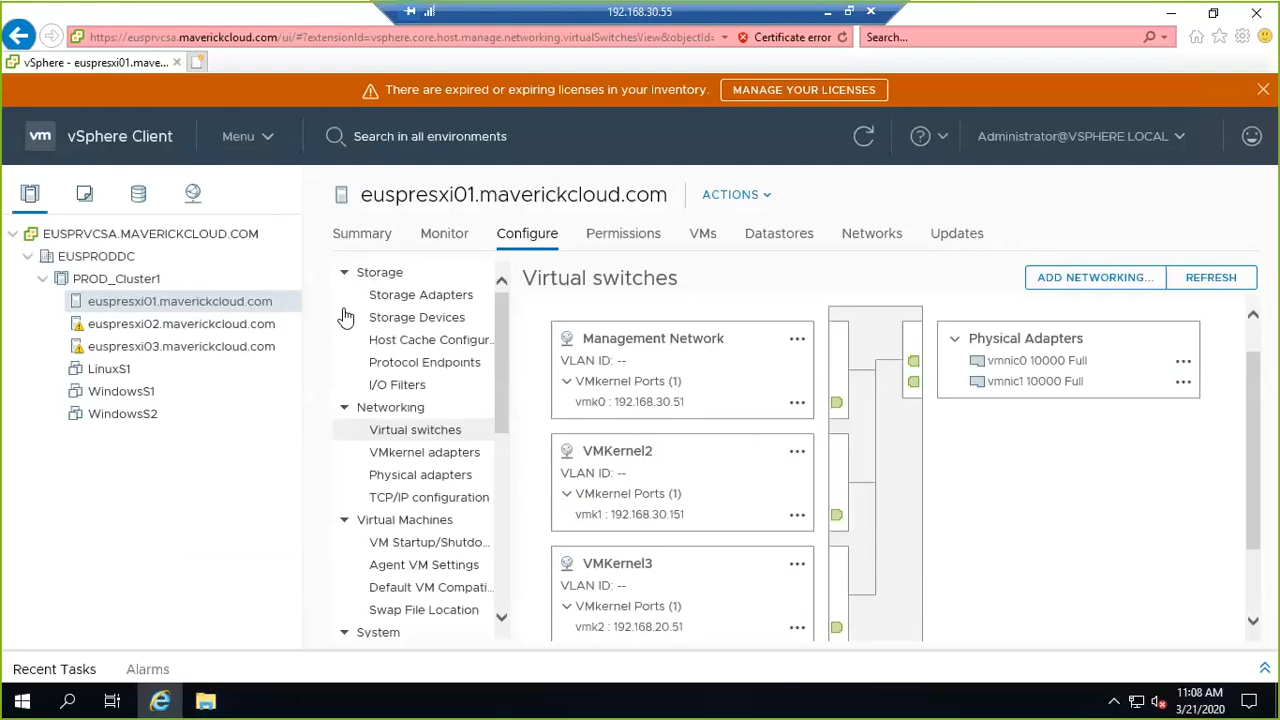 192.168.30.55
https://eusprvcsa.maverickcloud.com/ui/#?extensionId=vsphere.core.host.manage.networking.virtualSwitchesView&objectId=
Certificate error
Search...
vSphere - euspresxi01.mave...
There are expired or expiring licenses in your inventory.
MANAGE YOUR LICENSES
vm
vSphere Client
Menu
Search in all environments
Administrator@VSPHERE.LOCAL
euspresxi01.maverickcloud.com
ACTIONS
Summary
Monitor
Configure
Permissions
VMs
Datastores
Networks
Updates
EUSPRVCSA.MAVERICKCLOUD.COM
EUSPRODDC
PROD_Cluster1
euspresxi01.maverickcloud.com
euspresxi02.maverickcloud.com
euspresxi03.maverickcloud.com
LinuxS1
WindowsS1
WindowsS2
Storage
Storage Adapters
Storage Devices
Host Cache Configur...
Protocol Endpoints
I/O Filters
Networking
Virtual switches
VMkernel adapters
Physical adapters
TCP/IP configuration
Virtual Machines
VM Startup/Shutdo...
Agent VM Settings
Default VM Compati...
Swap File Location
System
Virtual switches
ADD NETWORKING...
REFRESH
Management Network
VLAN ID: --
VMkernel Ports (1)
vmk0 : 192.168.30.51
VMKernel2
VLAN ID: --
VMkernel Ports (1)
vmk1 : 192.168.30.151
VMKernel3
VLAN ID: --
VMkernel Ports (1)
vmk2 : 192.168.20.51
Physical Adapters
vmnic0 10000 Full
vmnic1 10000 Full
Recent Tasks
Alarms
11:08 AM
3/21/2020